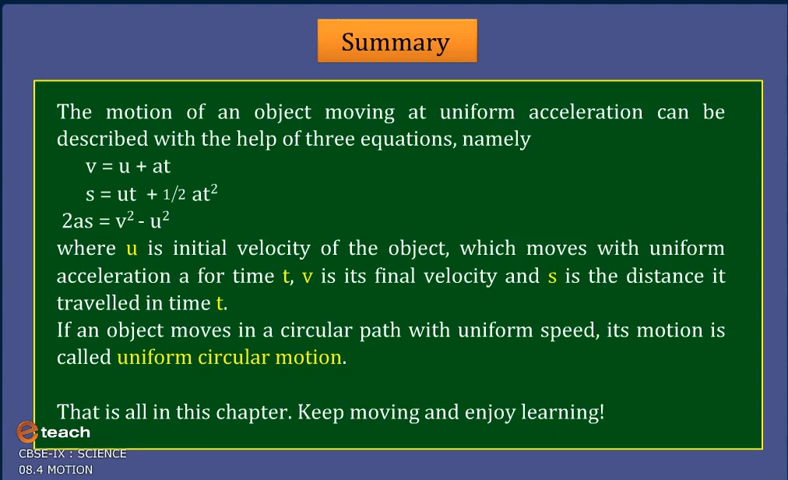 Summary
The motion of an object moving at uniform acceleration can be
described with the help of three equations, namely
v = u + at
s = ut + 1/2 at²
2as = v² - u²
where u is initial velocity of the object, which moves with uniform
acceleration a for time t, v is its final velocity and s is the distance it
travelled in time t.
If an object moves in a circular path with uniform speed, its motion is
called uniform circular motion.
That is all in this chapter. Keep moving and enjoy learning!
e teach
CBSE-IX : SCIENCE
08.4 MOTION